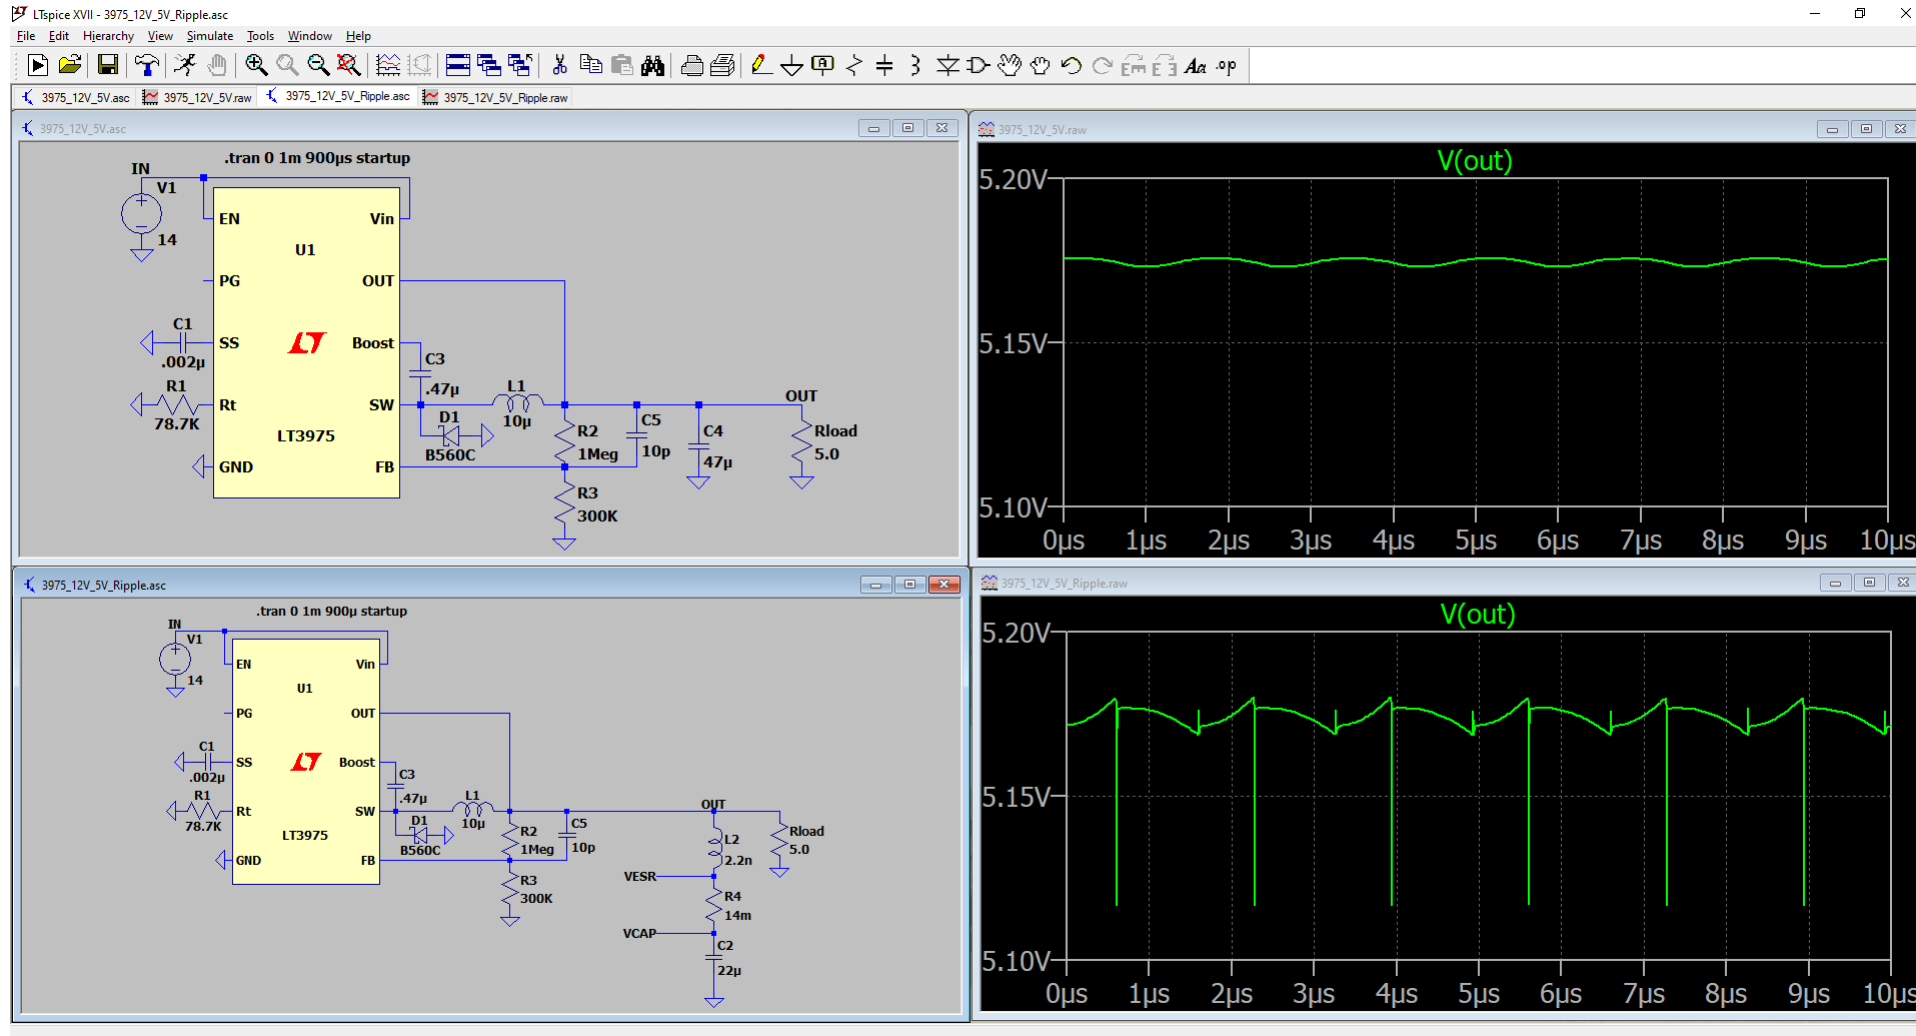 LTspice XVII - 3975_12V_5V_Ripple.asc
File Edit Hierarchy View Simulate Tools Window Help
3975_12V_5V.asc 3975_12V_5V.raw 3975_12V_5V_Ripple.asc 3975_12V_5V_Ripple.raw
3975_12V_5V.asc
.tran 0 1m 900µs startup
IN
V1
14
EN
Vin
U1
PG
OUT
C1
.002µ
SS
Boost
C3
.47µ
R1
78.7K
Rt
SW
L1
10µ
D1
B560C
LT3975
GND
FB
R2
1Meg
C5
10p
C4
47µ
OUT
Rload
5.0
R3
300K
3975_12V_5V.raw
V(out)
5.20V
5.15V
5.10V
0µs 1µs 2µs 3µs 4µs 5µs 6µs 7µs 8µs 9µs 10µs
3975_12V_5V_Ripple.asc
.tran 0 1m 900µ startup
IN
V1
14
EN
Vin
U1
PG
OUT
C1
.002µ
SS
Boost
C3
.47µ
R1
78.7K
Rt
SW
L1
10µ
D1
B560C
LT3975
GND
FB
R2
1Meg
C5
10p
R3
300K
OUT
L2
2.2n
Rload
5.0
VESR
R4
14m
VCAP
C2
22µ
3975_12V_5V_Ripple.raw
V(out)
5.20V
5.15V
5.10V
0µs 1µs 2µs 3µs 4µs 5µs 6µs 7µs 8µs 9µs 10µs